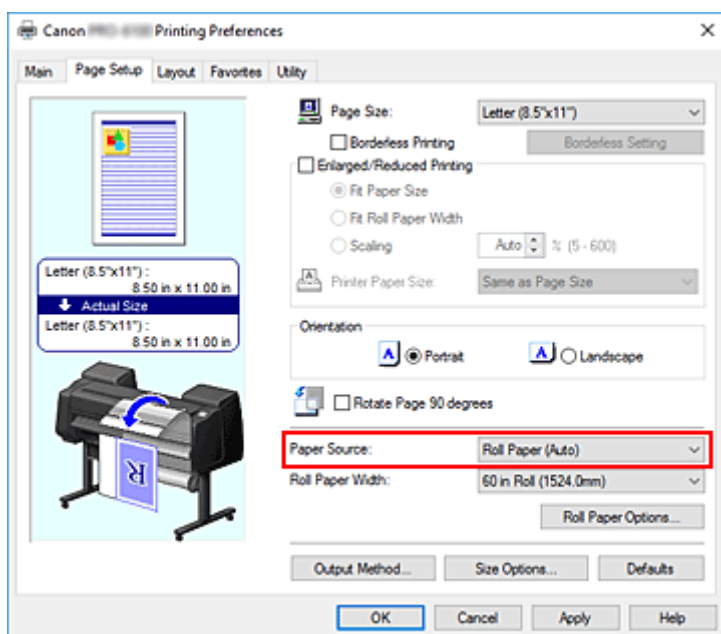 Canon Printing Preferences
Main Page Setup Layout Favorites Utility
Page Size: Letter (8.5"x11")
Borderless Printing Borderless Setting
Enlarged/Reduced Printing
Fit Paper Size
Fit Roll Paper Width
Scaling Auto % (5 - 600)
Printer Paper Size: Same as Page Size
Letter (8.5"x11") :
8.50 in x 11.00 in
Actual Size
Letter (8.5"x11") :
8.50 in x 11.00 in
Orientation
A Portrait A Landscape
Rotate Page 90 degrees
R
Paper Source: Roll Paper (Auto)
Roll Paper Width: 60 in Roll (1524.0mm)
Roll Paper Options...
Output Method... Size Options... Defaults
OK Cancel Apply Help